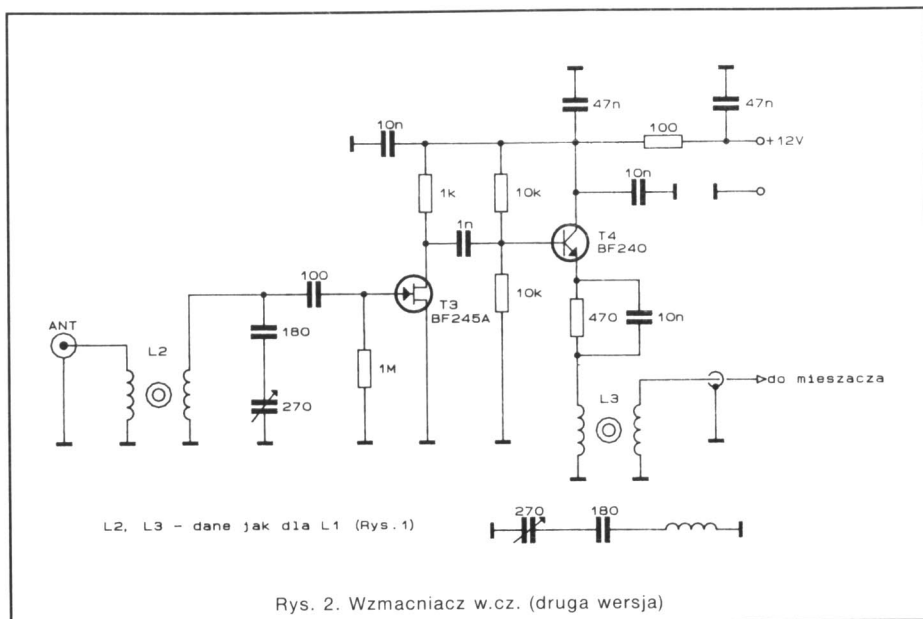 47n
47n
10n
100
+12V
1k
10k
10n
1n
T4
BF240
100
T3
BF245A
10k
470
10n
ANT
L2
180
1M
270
L3
do mieszacza
L2, L3 - dane jak dla L1 (Rys.1)
270
180
Rys. 2. Wzmacniacz w.cz. (druga wersja)